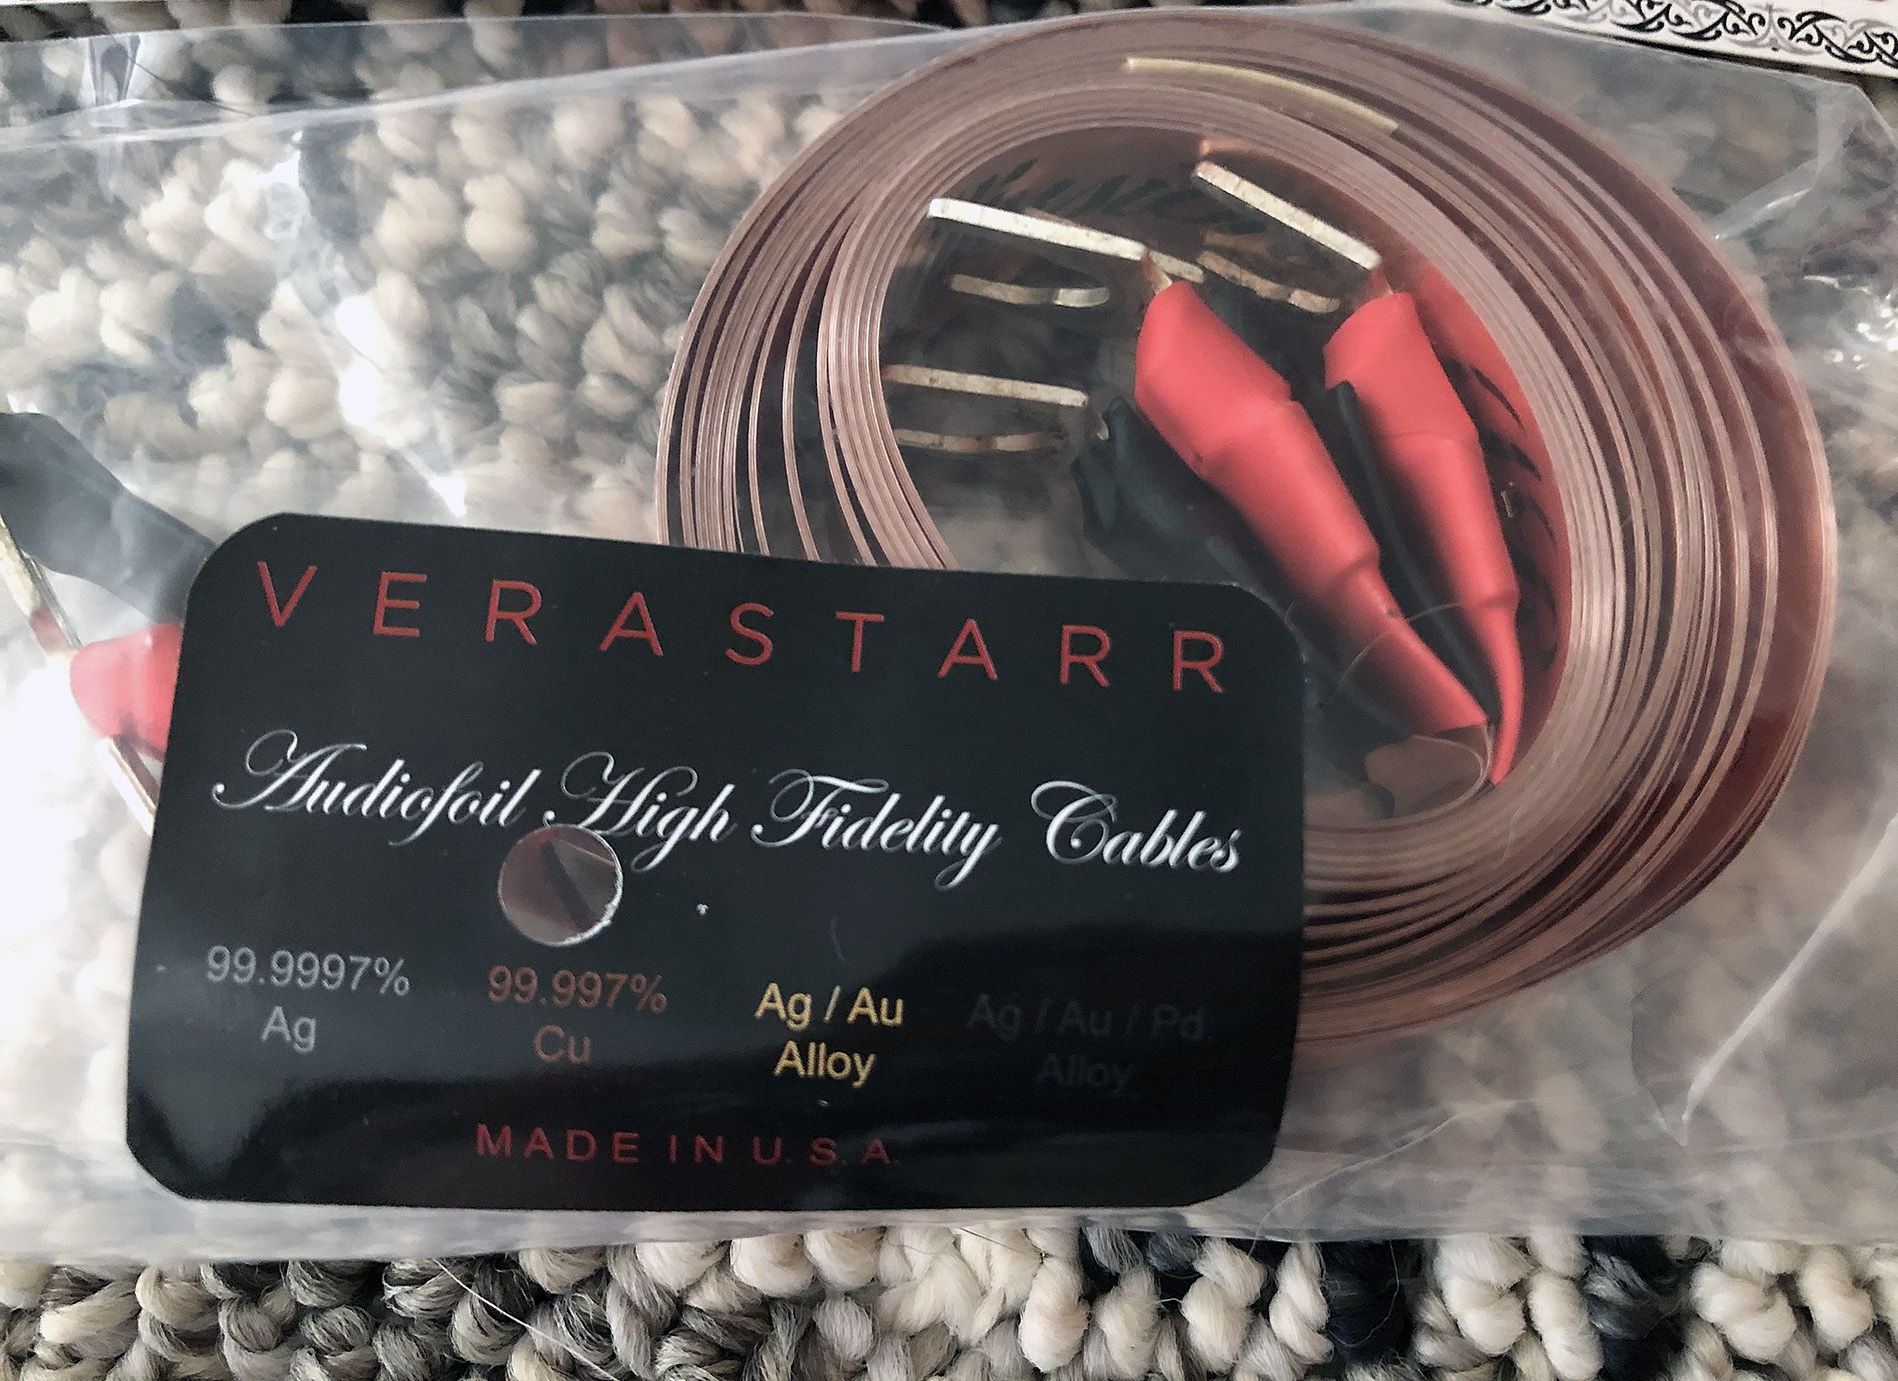 VERASTARR
Audiofoil High Fidelity Cables
99.9997%
Ag
99.997%
Cu
Ag / Au
Alloy
Ag / Au / Pd.
Alloy
MADE IN U.S.A.